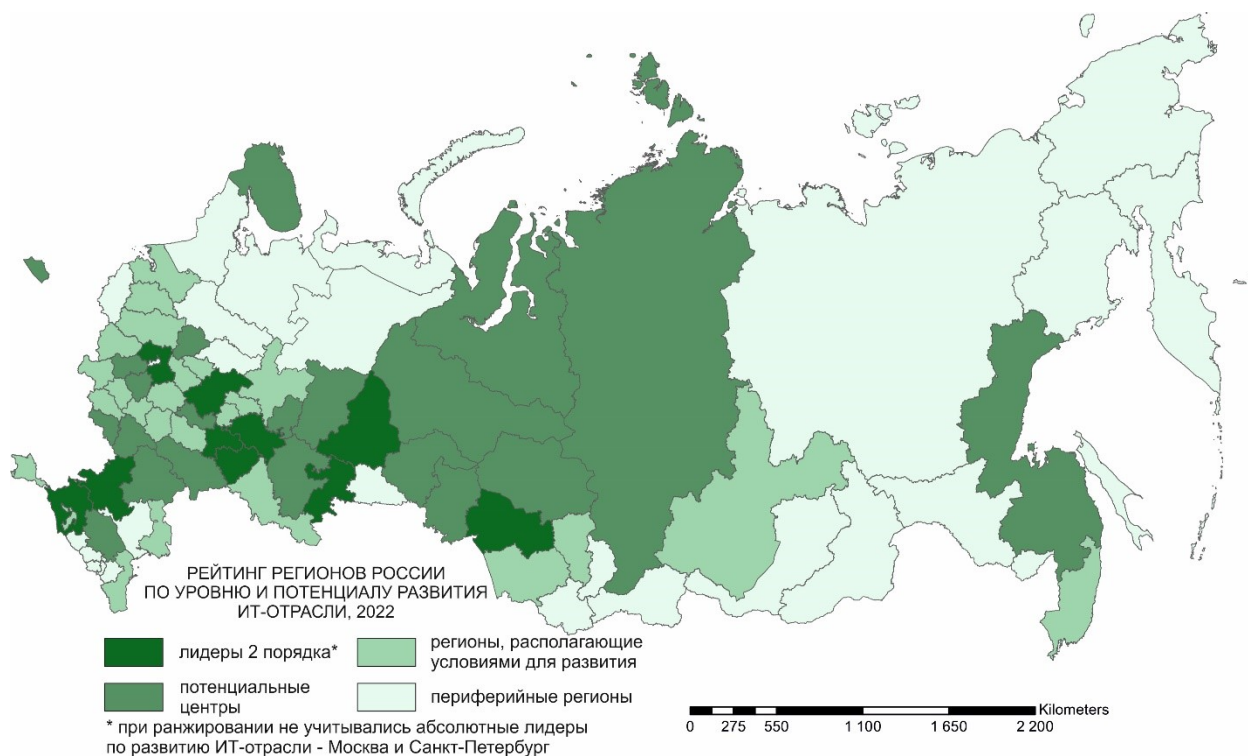 РЕЙТИНГ РЕГИОНОВ РОССИИ
ПО УРОВНЮ И ПОТЕНЦИАЛУ РАЗВИТИЯ
ИТ-ОТРАСЛИ, 2022
лидеры 2 порядка*
регионы, располагающие
условиями для развития
потенциальные
центры
периферийные регионы
* при ранжировании не учитывались абсолютные лидеры
по развитию ИТ-отрасли - Москва и Санкт-Петербург
Kilometers
0 275 550 1 100 1 650 2 200